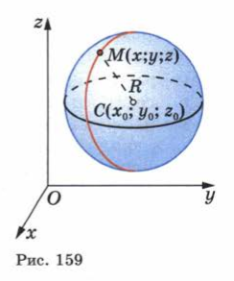 z
M(x;y;z)
R
C(x₀; y₀; z₀)
O
y
x
Рис. 159